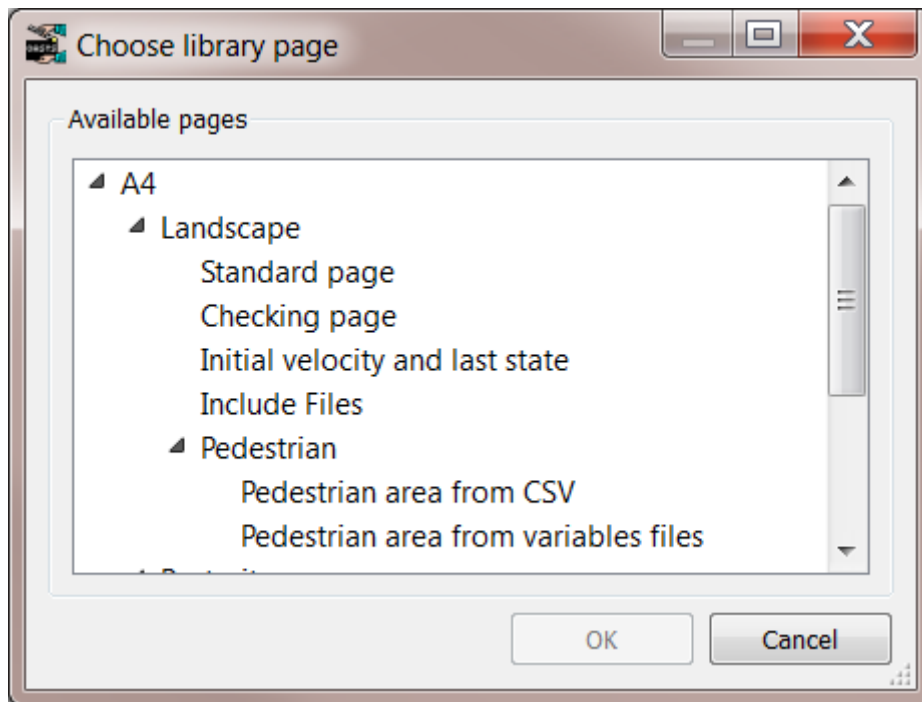 Choose library page
Available pages
A4
Landscape
Standard page
Checking page
Initial velocity and last state
Include Files
Pedestrian
Pedestrian area from CSV
Pedestrian area from variables files
OK
Cancel